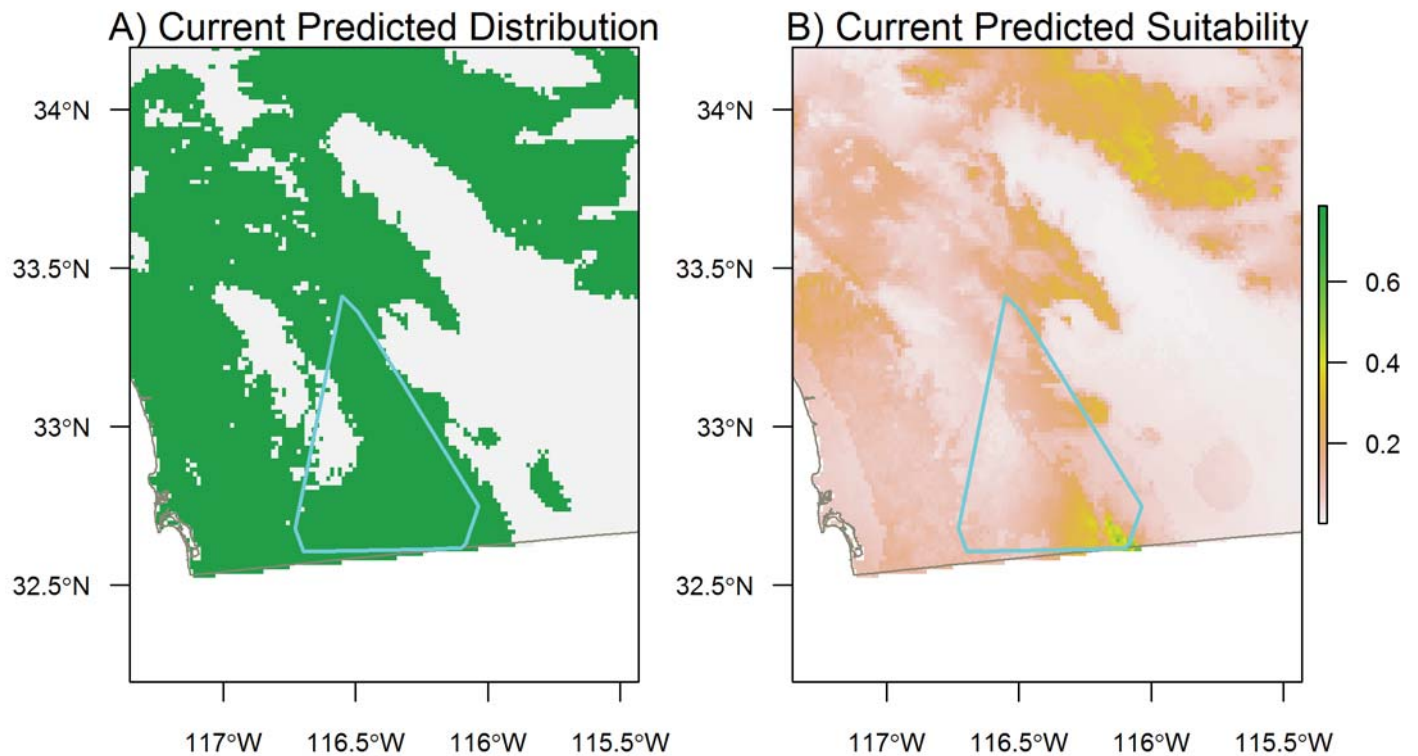 A) Current Predicted Distribution
34°N
33.5°N
33°N
32.5°N
117°W 116.5°W 116°W 115.5°W
B) Current Predicted Suitability
34°N
33.5°N
33°N
32.5°N
117°W 116.5°W 116°W 115.5°W
0.6
0.4
0.2